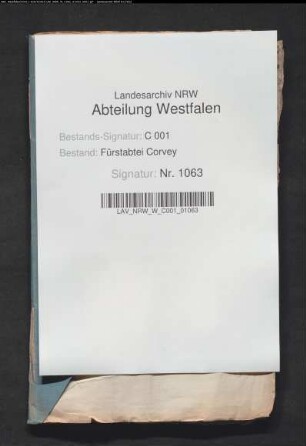 Landesarchiv NRW
Abteilung Westfalen
Bestands-Signatur: C 001
Bestand: Fürstabtei Corvey
Signatur: Nr. 1063
LAV_NRW_W_C001_01063